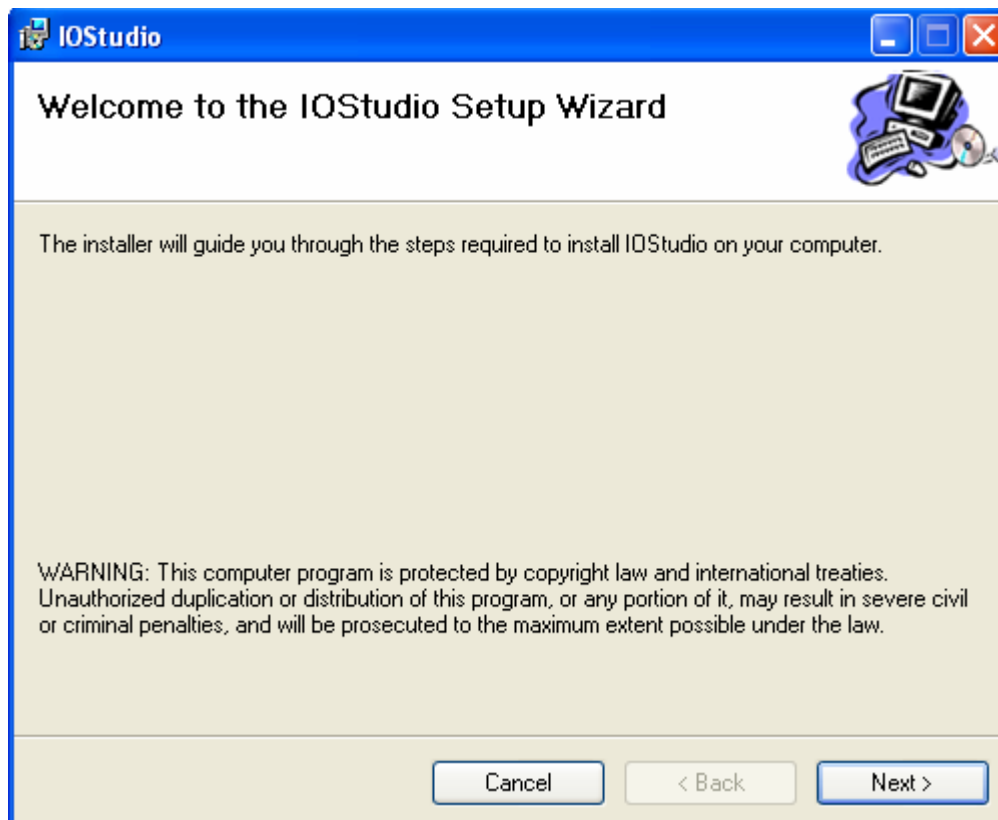 IOStudio
Welcome to the IOStudio Setup Wizard
The installer will guide you through the steps required to install IOStudio on your computer.
WARNING: This computer program is protected by copyright law and international treaties.
Unauthorized duplication or distribution of this program, or any portion of it, may result in severe civil
or criminal penalties, and will be prosecuted to the maximum extent possible under the law.
Cancel < Back Next >